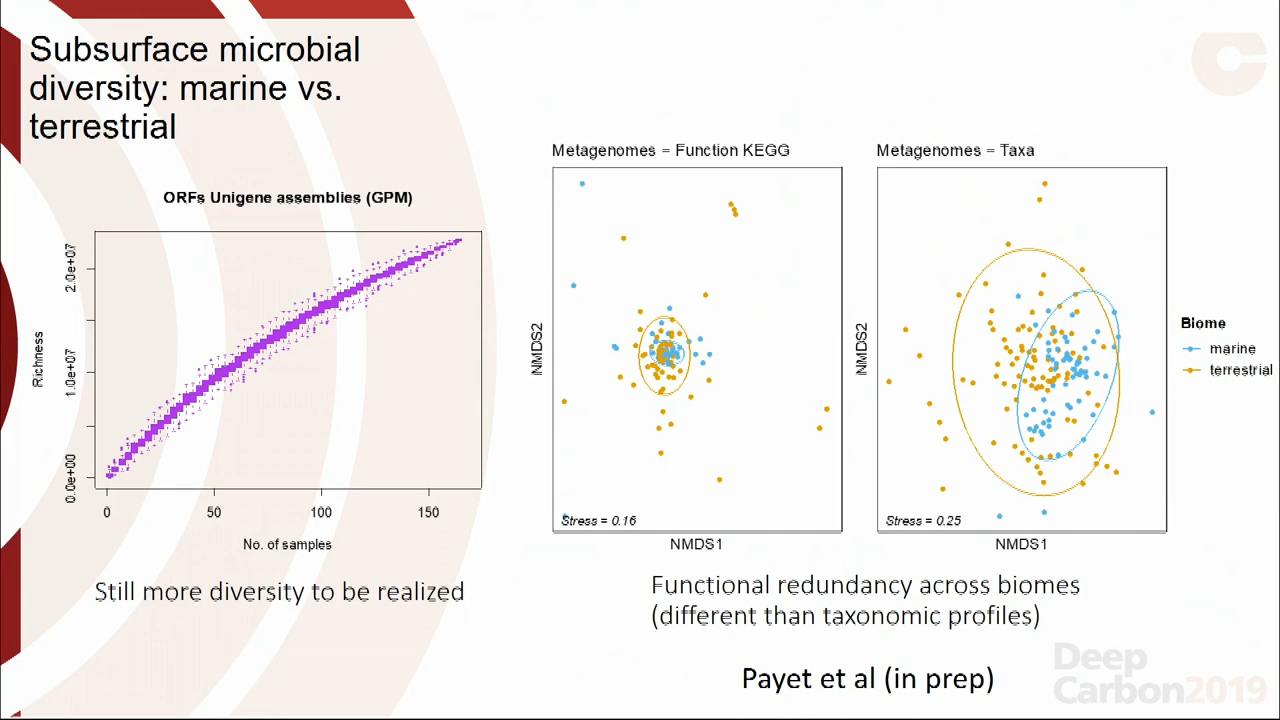 Subsurface microbial
diversity: marine vs.
terrestrial
ORFs Unigene assemblies (GPM)
Richness
0.0e+00
1.0e+07
2.0e+07
0
50
100
150
No. of samples
Still more diversity to be realized
Metagenomes = Function KEGG
NMDS2
Stress = 0.16
NMDS1
Metagenomes = Taxa
NMDS2
Stress = 0.25
NMDS1
Biome
marine
terrestrial
Functional redundancy across biomes
(different than taxonomic profiles)
Payet et al (in prep)
Deep
Carbon2019